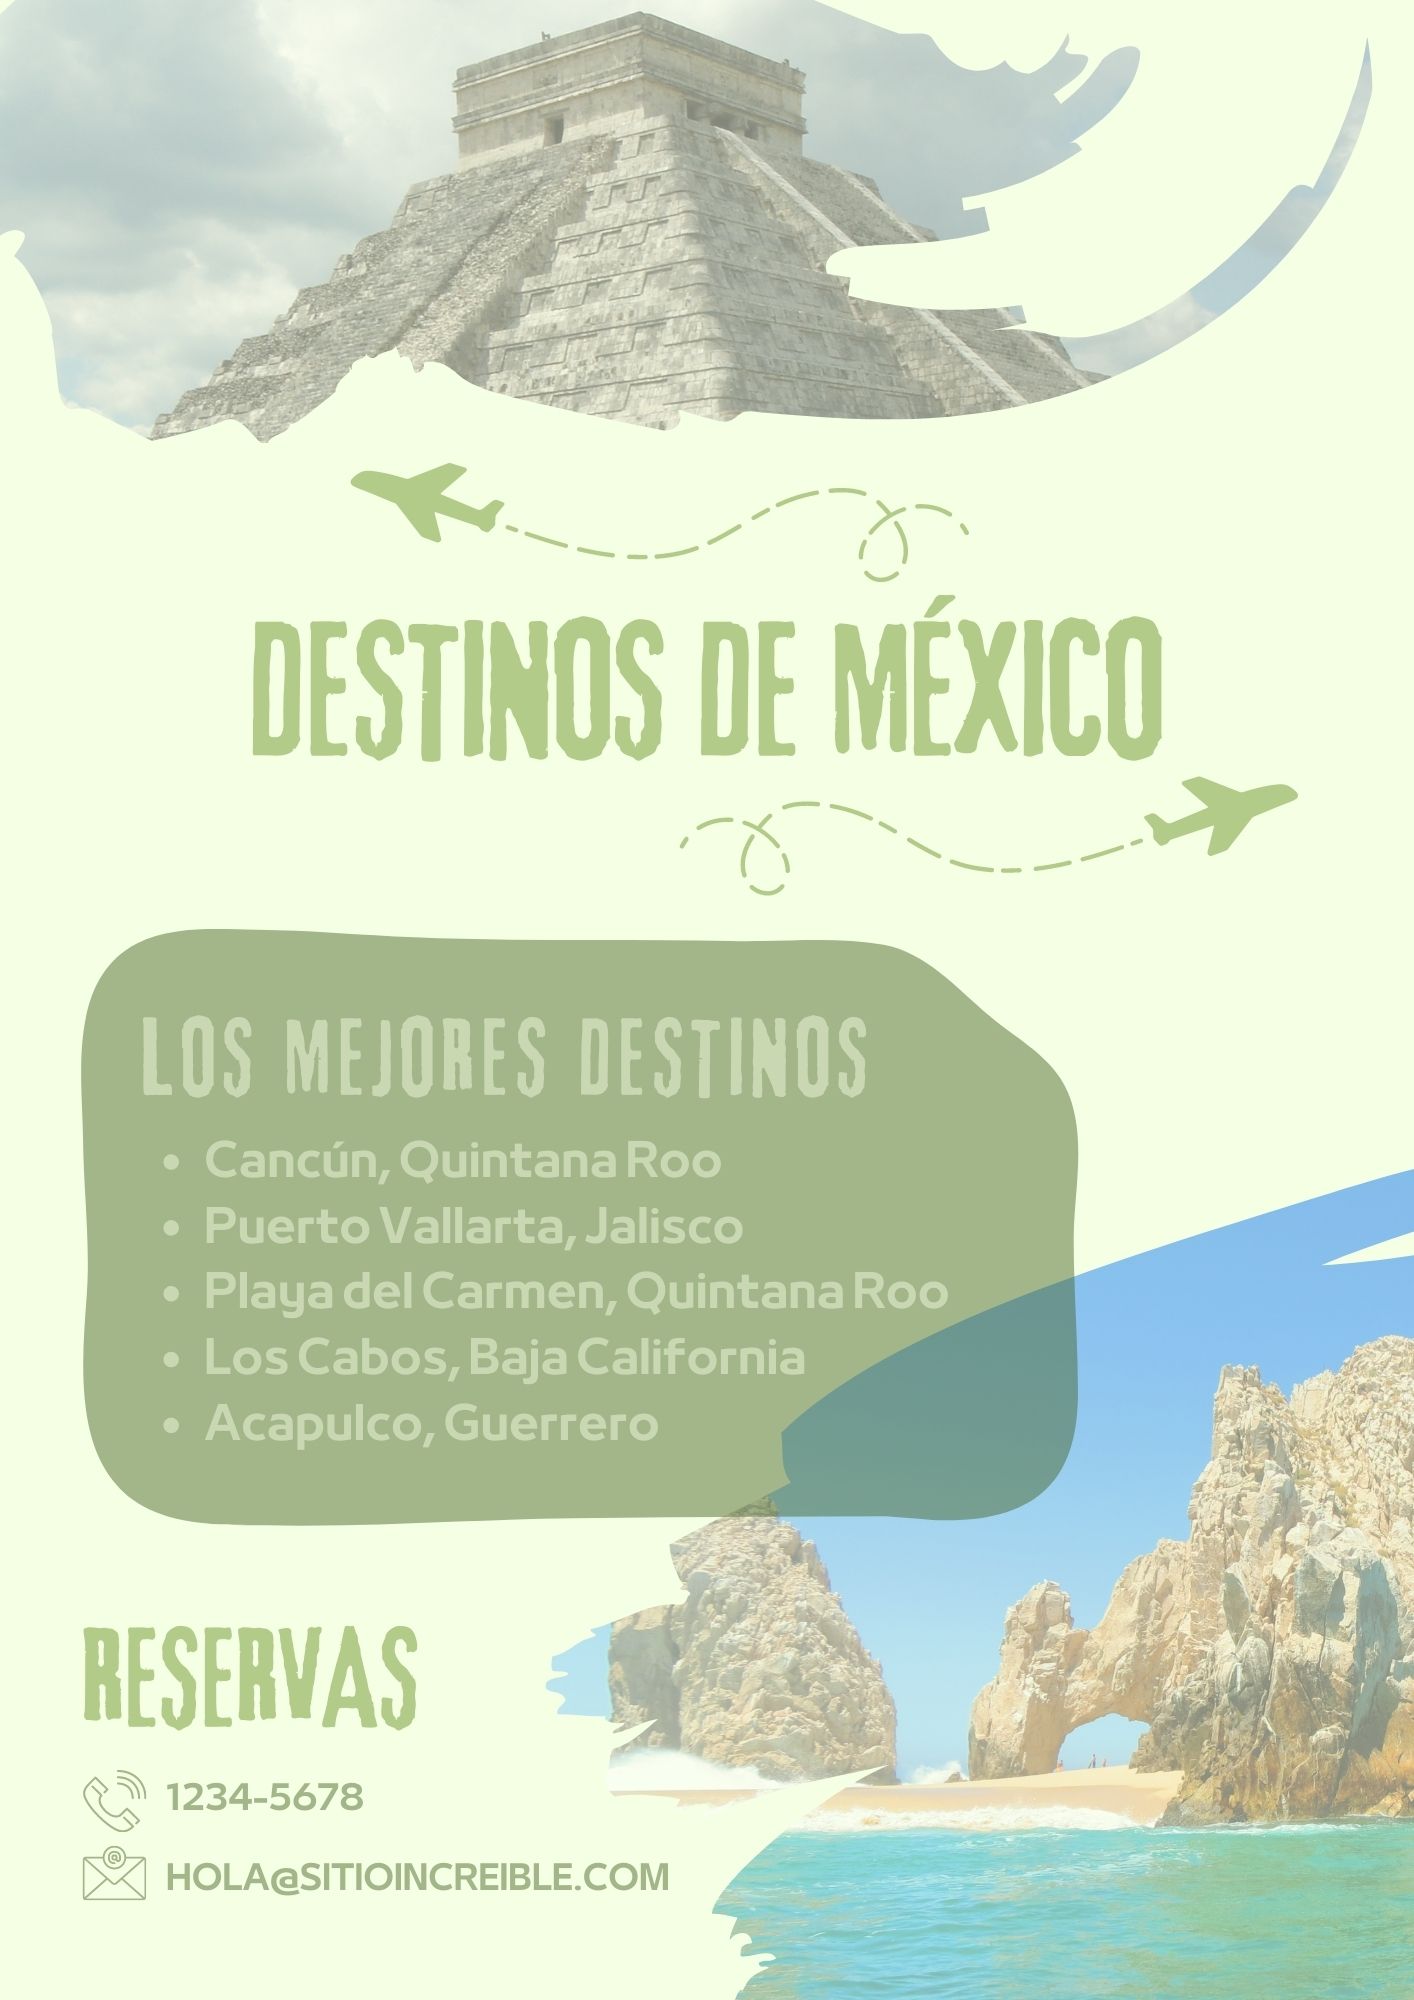 DESTINOS DE MÉXICO
LOS MEJORES DESTINOS
• Cancún, Quintana Roo
• Puerto Vallarta, Jalisco
• Playa del Carmen, Quintana Roo
• Los Cabos, Baja California
• Acapulco, Guerrero
RESERVAS
1234-5678
HOLA@SITIOINCREIBLE.COM